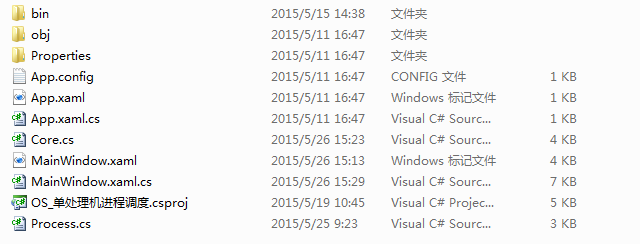 bin 2015/5/15 14:38 文件夹
obj 2015/5/11 16:47 文件夹
Properties 2015/5/11 16:47 文件夹
App.config 2015/5/11 16:47 CONFIG 文件 1 KB
App.xaml 2015/5/11 16:47 Windows 标记文件 1 KB
App.xaml.cs 2015/5/11 16:47 Visual C# Sourc... 1 KB
Core.cs 2015/5/26 15:23 Visual C# Sourc... 4 KB
MainWindow.xaml 2015/5/26 15:13 Windows 标记文件 4 KB
MainWindow.xaml.cs 2015/5/26 15:29 Visual C# Sourc... 7 KB
OS_单处理机进程调度.csproj 2015/5/19 10:45 Visual C# Projec... 5 KB
Process.cs 2015/5/25 9:23 Visual C# Sourc... 3 KB